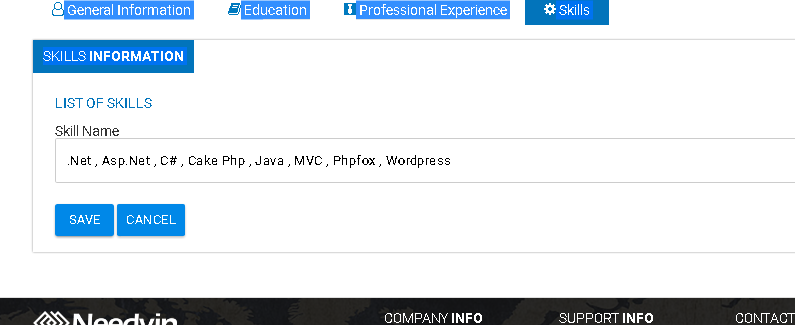 General Information Education Professional Experience Skills
SKILLS INFORMATION
LIST OF SKILLS
Skill Name
.Net , Asp.Net , C# , Cake Php , Java , MVC , Phpfox , Wordpress
SAVE CANCEL
Needyin COMPANY INFO SUPPORT INFO CONTACT